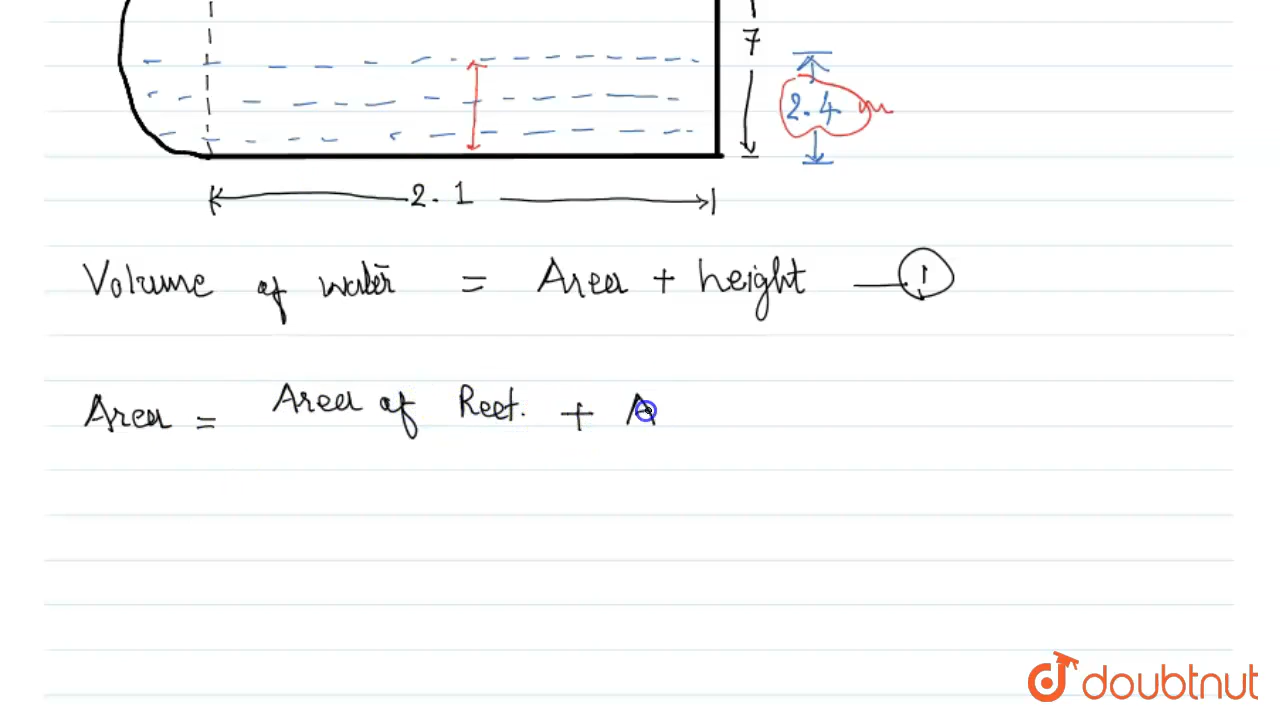 7
2.4 m
2.1
Volume of water = Area + height — 1
Area = Area of Rect. + A
doubtnut